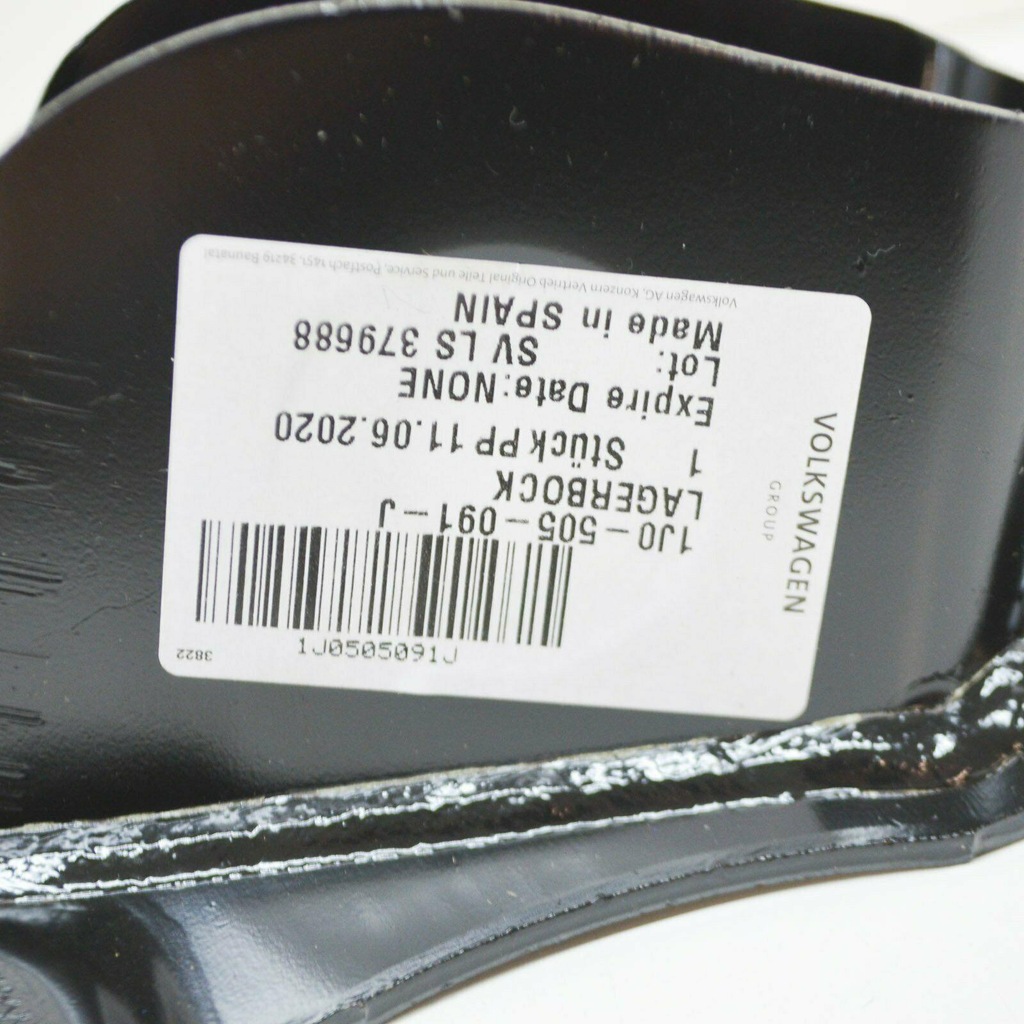 VOLKSWAGEN
GROUP
1J0-505-091-J
LAGERBOCK
1 Stück PP 11.06.2020
Expire Date:NONE
Lot: SV LS 379688
Made in SPAIN
Volkswagen AG, Konzern Vertrieb Original Teile und Service, Postfach 1451, 34219 Baunatal
1J0505091J
3822